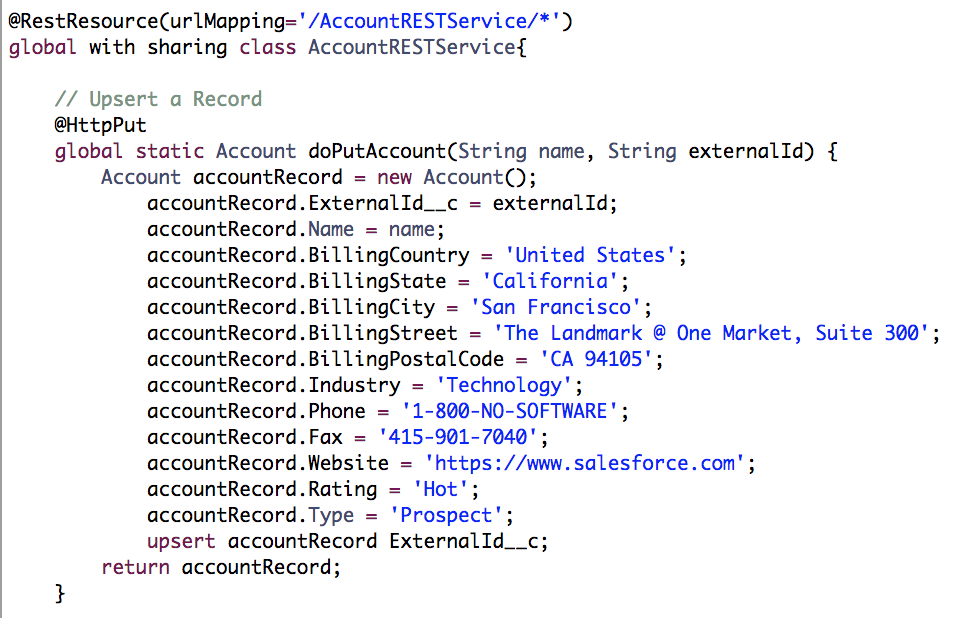 @RestResource(urlMapping='/AccountRESTService/*')
global with sharing class AccountRESTService{
// Upsert a Record
@HttpPut
global static Account doPutAccount(String name, String externalId) {
Account accountRecord = new Account();
accountRecord.ExternalId__c = externalId;
accountRecord.Name = name;
accountRecord.BillingCountry = 'United States';
accountRecord.BillingState = 'California';
accountRecord.BillingCity = 'San Francisco';
accountRecord.BillingStreet = 'The Landmark @ One Market, Suite 300';
accountRecord.BillingPostalCode = 'CA 94105';
accountRecord.Industry = 'Technology';
accountRecord.Phone = '1-800-NO-SOFTWARE';
accountRecord.Fax = '415-901-7040';
accountRecord.Website = 'https://www.salesforce.com';
accountRecord.Rating = 'Hot';
accountRecord.Type = 'Prospect';
upsert accountRecord ExternalId__c;
return accountRecord;
}